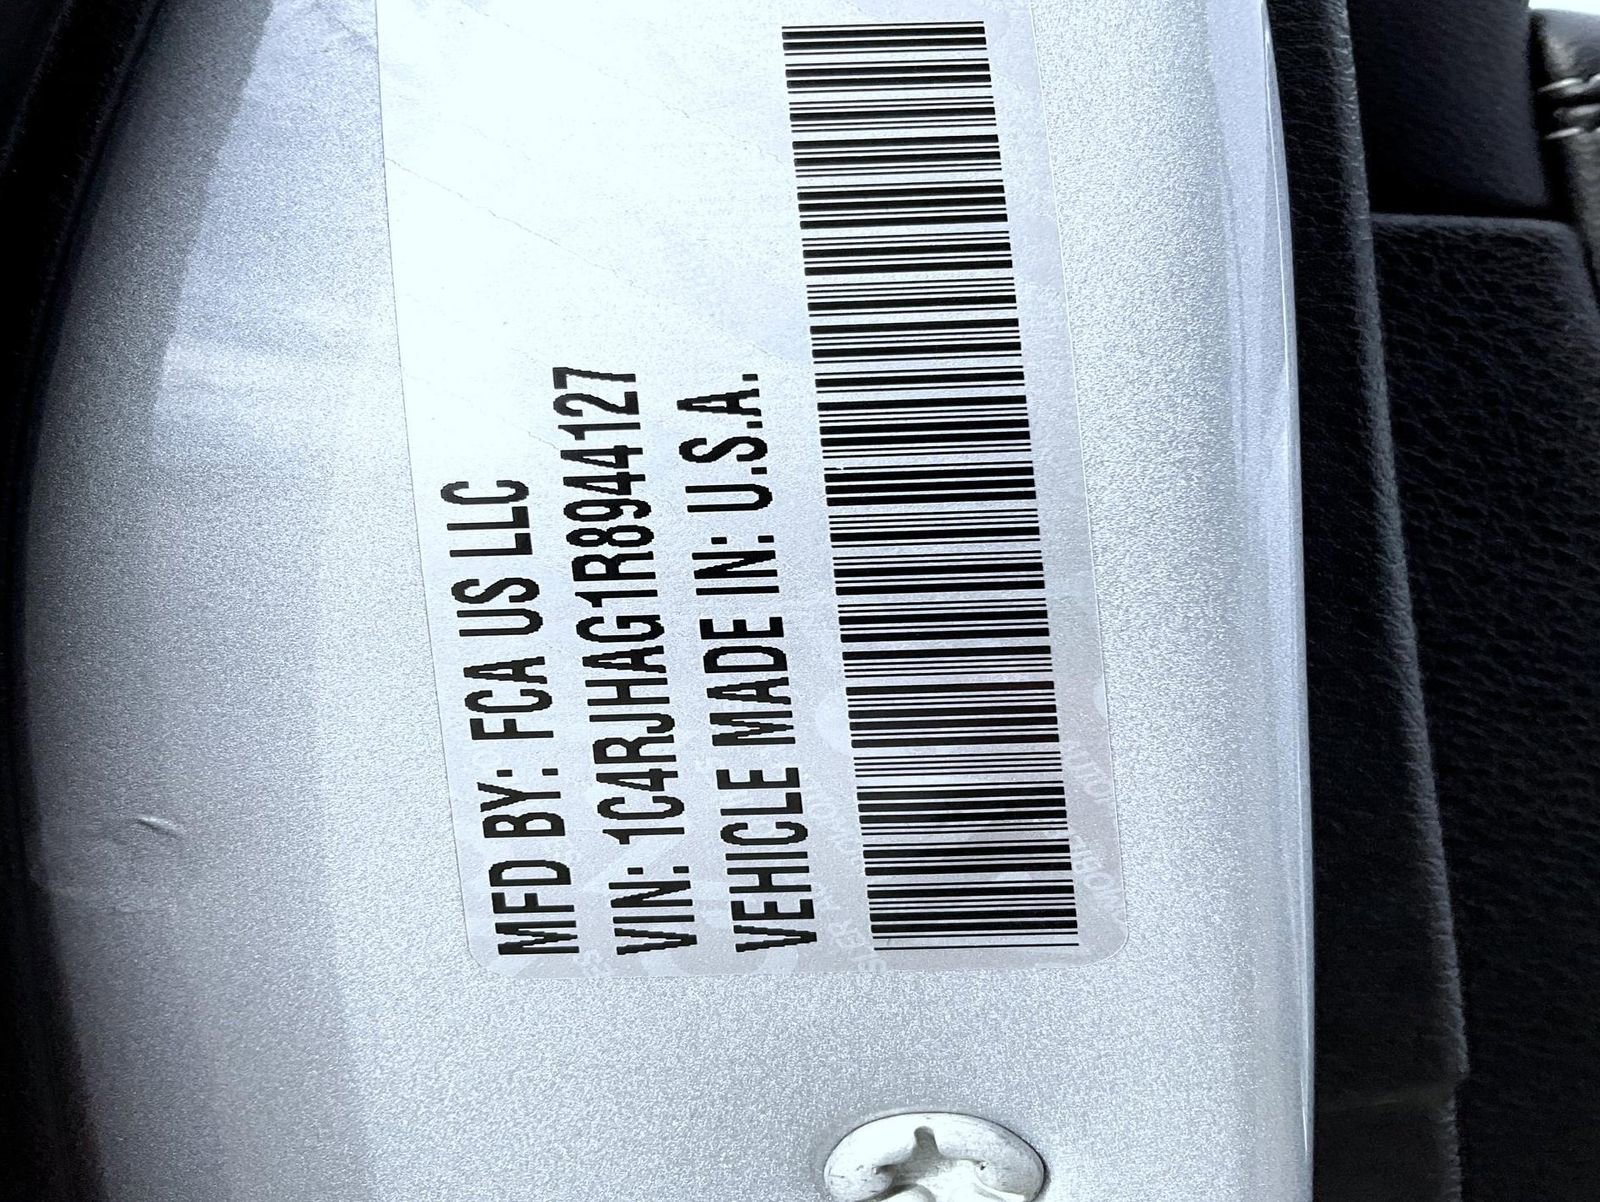 MFD BY: FCA US LLC
VIN: 1C4RJHAG1R8944127
VEHICLE MADE IN: U.S.A.